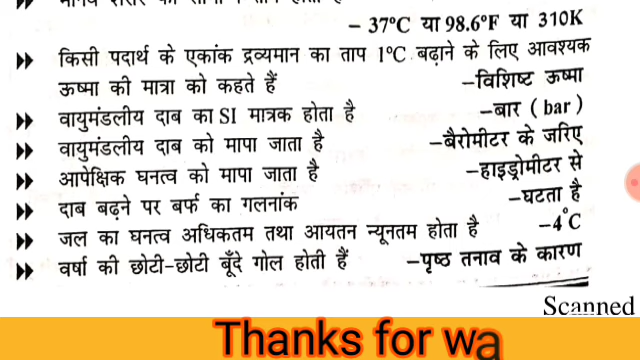 – 37°C या 98.6°F या 310K
किसी पदार्थ के एकांक द्रव्यमान का ताप 1°C बढ़ाने के लिए आवश्यक
ऊष्मा की मात्रा को कहते हैं –विशिष्ट ऊष्मा
वायुमंडलीय दाब का SI मात्रक होता है –बार ( bar )
वायुमंडलीय दाब को मापा जाता है –बैरोमीटर के जरिए
आपेक्षिक घनत्व को मापा जाता है –हाइड्रोमीटर से
दाब बढ़ने पर बर्फ का गलनांक –घटता है
जल का घनत्व अधिकतम तथा आयतन न्यूनतम होता है –4°C
वर्षा की छोटी-छोटी बूँदे गोल होती हैं –पृष्ठ तनाव के कारण
Scanned
Thanks for wa